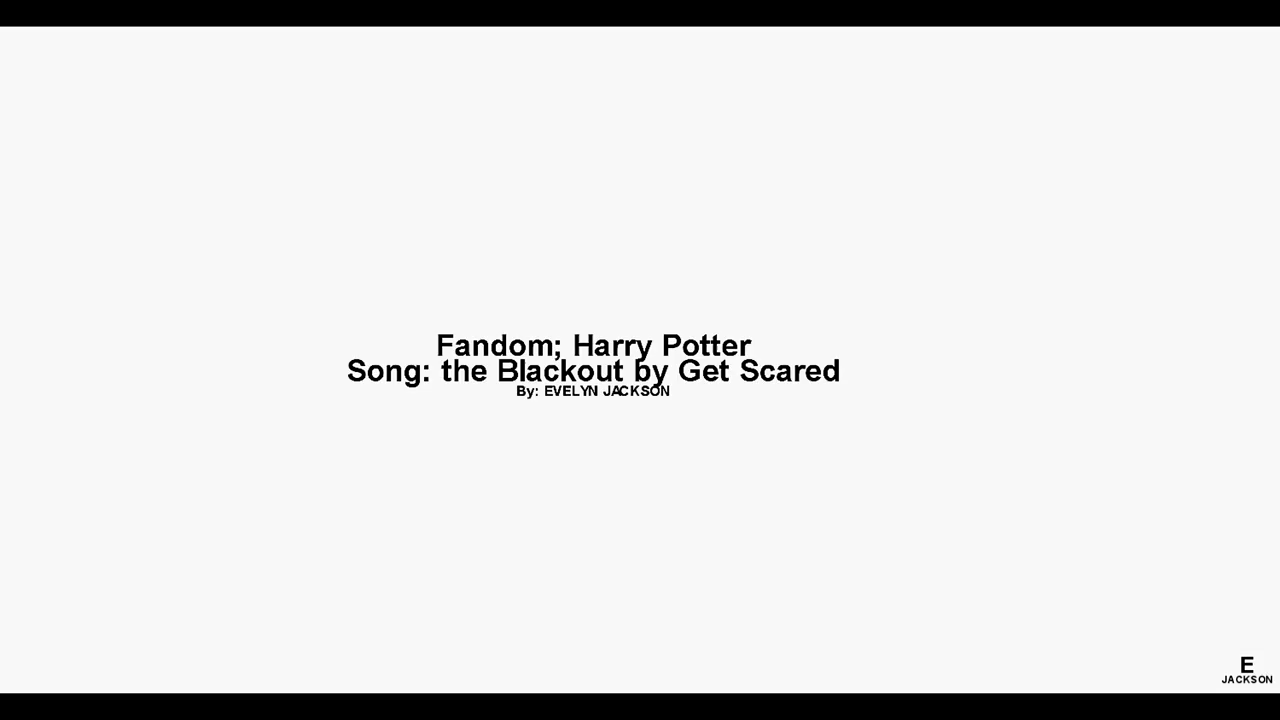 Fandom; Harry Potter
Song: the Blackout by Get Scared
By: EVELYN JACKSON
E
JACKSON